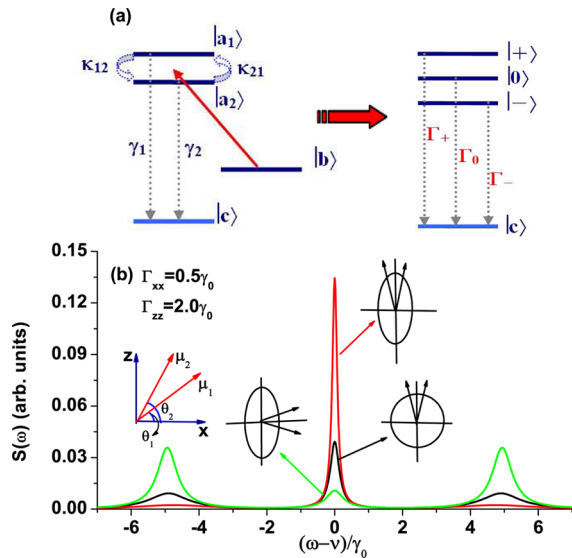 (a)
|a₁⟩
|+⟩
κ₁₂
κ₂₁
|0⟩
|a₂⟩
|−⟩
γ₁
γ₂
|b⟩
Γ₊
Γ₀
Γ₋
|c⟩
|c⟩
0.15
(b)
Γxx=0.5γ₀
Γzz=2.0γ₀
0.12
0.09
z
μ₂
μ₁
0.06
θ₂
x
θ₁
0.03
0.00
S(ω) (arb. units)
-6 -4 -2 0 2 4 6
(ω−ν)/γ₀